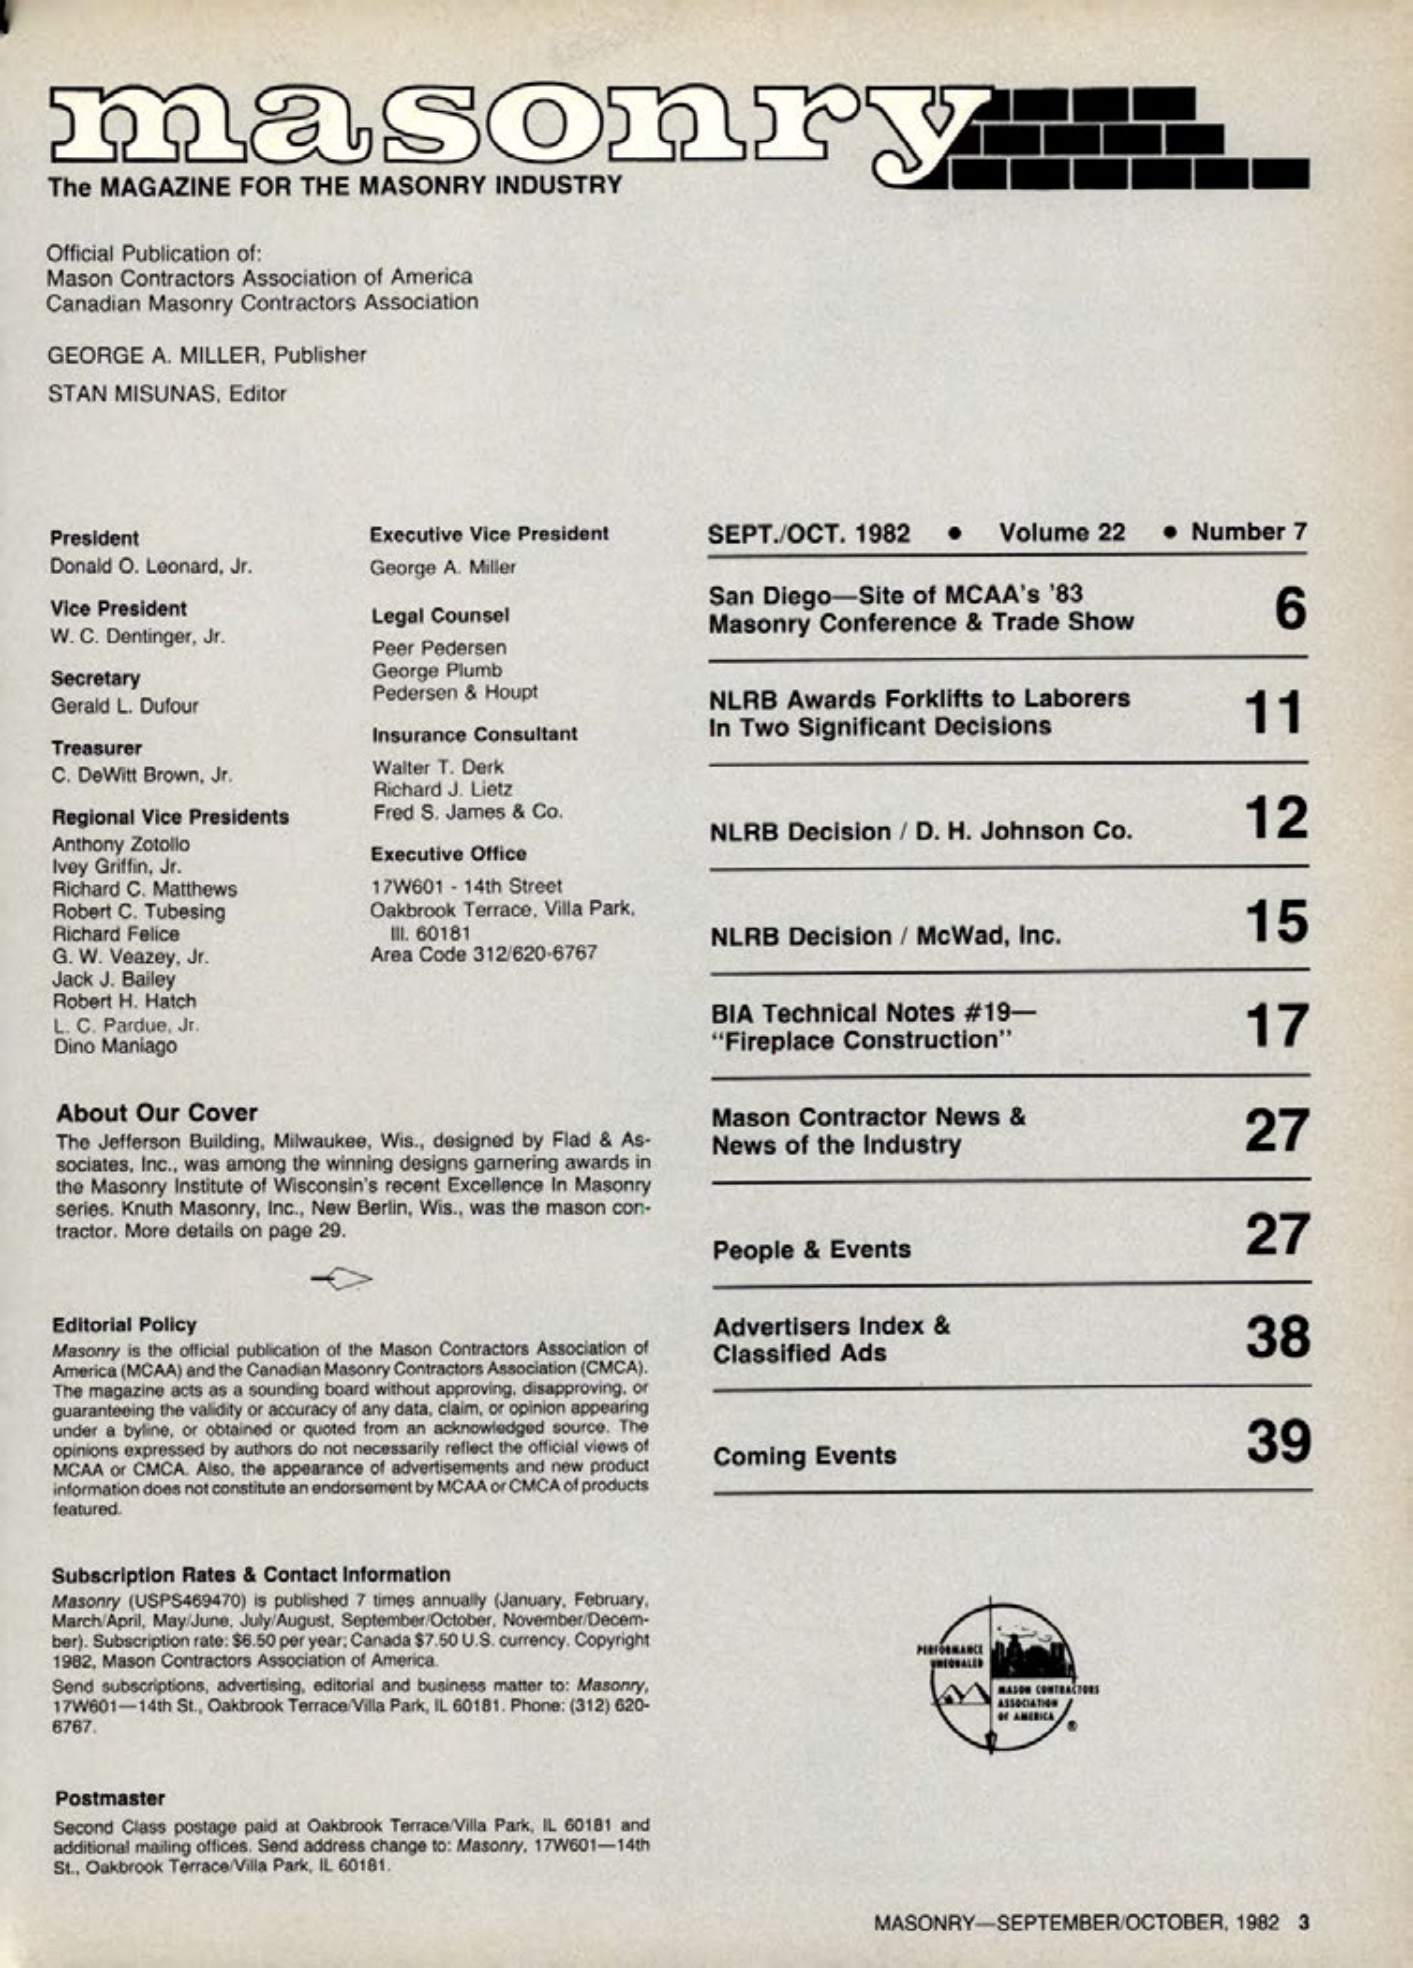 masonry
The MAGAZINE FOR THE MASONRY INDUSTRY
Official Publication of:
Mason Contractors Association of America
Canadian Masonry Contractors Association
GEORGE A. MILLER, Publisher
STAN MISUNAS, Editor
President
Donald O. Leonard, Jr.
Vice President
W. C. Dentinger, Jr.
Secretary
Gerald L. Dufour
Treasurer
C. DeWitt Brown, Jr.
Regional Vice Presidents
Anthony Zotollo
Ivey Griffin, Jr.
Richard C. Matthews
Robert C. Tubesing
Richard Felice
G. W. Veazey, Jr.
Jack J. Bailey
Robert H. Hatch
L. C. Pardue, Jr.
Dino Maniago
Executive Vice President
George A. Miller
Legal Counsel
Peer Pedersen
George Plumb
Pedersen & Houpt
Insurance Consultant
Walter T. Derk
Richard J. Lietz
Fred S. James & Co.
Executive Office
17W601 - 14th Street
Oakbrook Terrace, Villa Park,
Ill. 60181
Area Code 312/620-6767
About Our Cover
The Jefferson Building, Milwaukee, Wis., designed by Flad & As-
sociates, Inc., was among the winning designs garnering awards in
the Masonry Institute of Wisconsin's recent Excellence In Masonry
series. Knuth Masonry, Inc., New Berlin, Wis., was the mason con-
tractor. More details on page 29.
Editorial Policy
Masonry is the official publication of the Mason Contractors Association of
America (MCAA) and the Canadian Masonry Contractors Association (CMCA).
The magazine acts as a sounding board without approving, disapproving, or
guaranteeing the validity or accuracy of any data, claim, or opinion appearing
under a byline, or obtained or quoted from an acknowledged source. The
opinions expressed by authors do not necessarily reflect the official views of
MCAA or CMCA. Also, the appearance of advertisements and new product
information does not constitute an endorsement by MCAA or CMCA of products
featured.
Subscription Rates & Contact Information
Masonry (USPS469470) is published 7 times annually (January, February,
March/April, May/June, July/August, September/October, November/Decem-
ber). Subscription rate: $6.50 per year; Canada $7.50 U.S. currency. Copyright
1982, Mason Contractors Association of America.
Send subscriptions, advertising, editorial and business matter to: Masonry,
17W601—14th St., Oakbrook Terrace/Villa Park, IL 60181. Phone: (312) 620-
6767.
Postmaster
Second Class postage paid at Oakbrook Terrace/Villa Park, IL 60181 and
additional mailing offices. Send address change to: Masonry, 17W601—14th
St., Oakbrook Terrace/Villa Park, IL 60181.
SEPT./OCT. 1982 • Volume 22 • Number 7
San Diego—Site of MCAA's '83
Masonry Conference & Trade Show 6
NLRB Awards Forklifts to Laborers
In Two Significant Decisions 11
NLRB Decision / D. H. Johnson Co. 12
NLRB Decision / McWad, Inc. 15
BIA Technical Notes #19—
"Fireplace Construction" 17
Mason Contractor News &
News of the Industry 27
People & Events 27
Advertisers Index &
Classified Ads 38
Coming Events 39
PERFORMANCE
UNEQUALED
MASON CONTRACTORS
ASSOCIATION
OF AMERICA
®
MASONRY—SEPTEMBER/OCTOBER, 1982 3